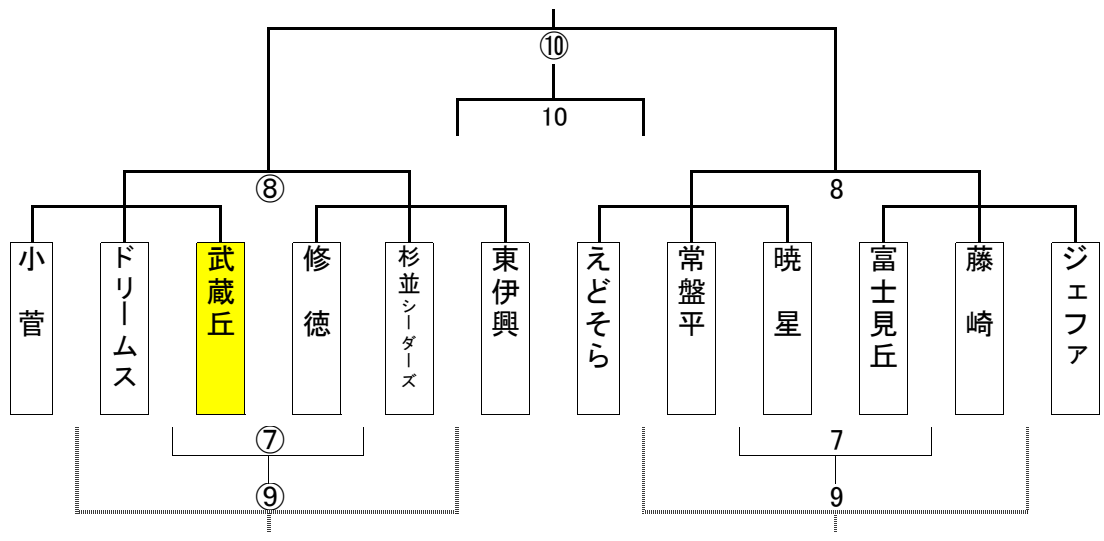 ⑩
10
⑧
8
小菅
ドリームス
武蔵丘
修徳
杉並シーダーズ
東伊興
えどそら
常盤平
暁星
富士見丘
藤崎
ジェファ
⑦
7
⑨
9